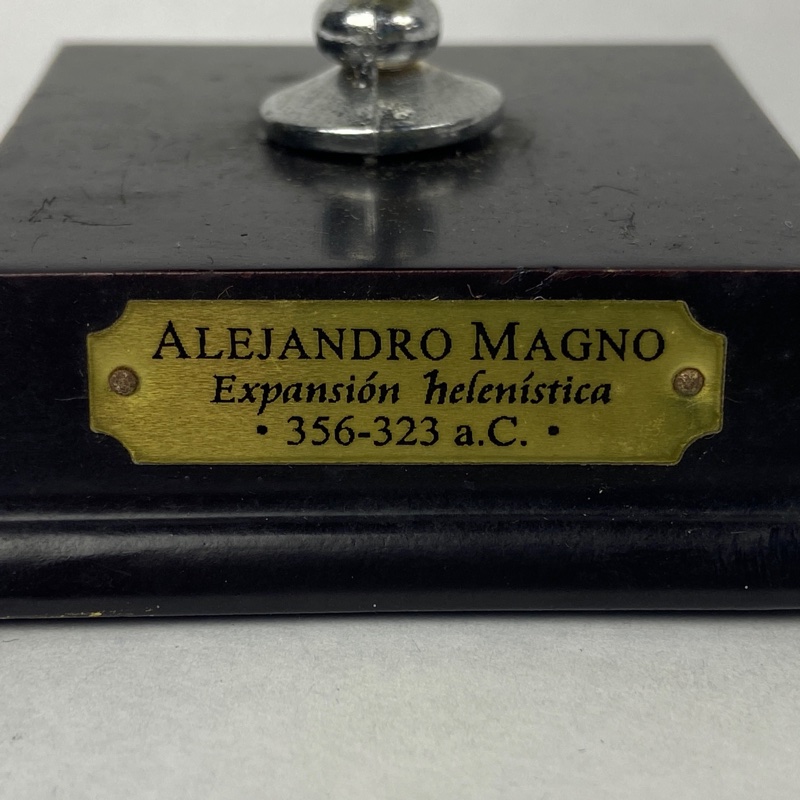 ALEJANDRO MAGNO
Expansión helenística
• 356-323 a.C. •